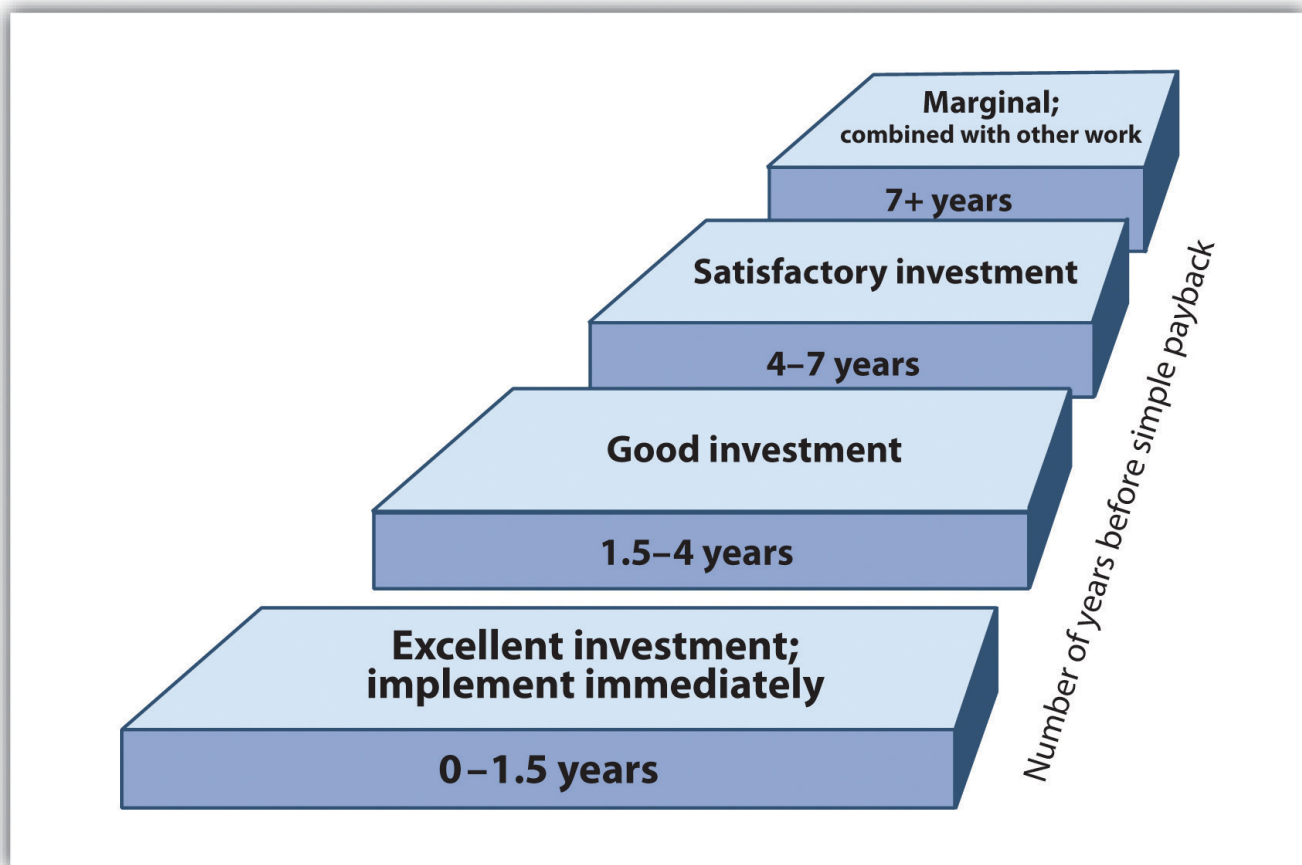 Marginal;
combined with other work
7+ years
Satisfactory investment
4–7 years
Good investment
1.5–4 years
Excellent investment;
implement immediately
0–1.5 years
Number of years before simple payback